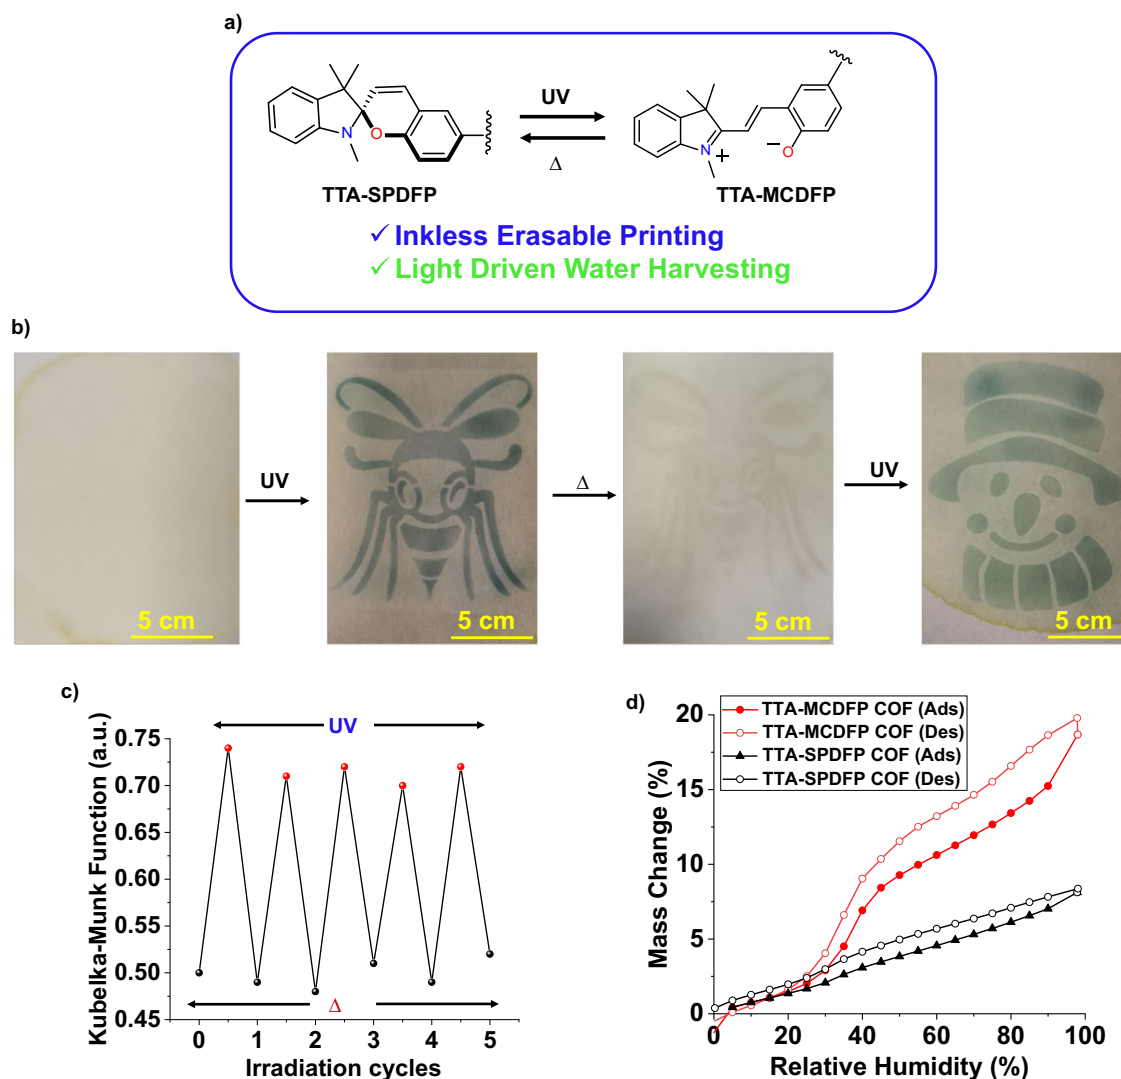 a)
UV
Δ
N
O
N
+
−
O
TTA-SPDFP
TTA-MCDFP
✓ Inkless Erasable Printing
✓ Light Driven Water Harvesting
b)
UV
Δ
UV
5 cm
5 cm
5 cm
5 cm
c)
UV
Δ
Kubelka-Munk Function (a.u.)
0.75
0.70
0.65
0.60
0.55
0.50
0.45
0 1 2 3 4 5
Irradiation cycles
d)
TTA-MCDFP COF (Ads)
TTA-MCDFP COF (Des)
TTA-SPDFP COF (Ads)
TTA-SPDFP COF (Des)
Mass Change (%)
20
15
10
5
0
0 20 40 60 80 100
Relative Humidity (%)